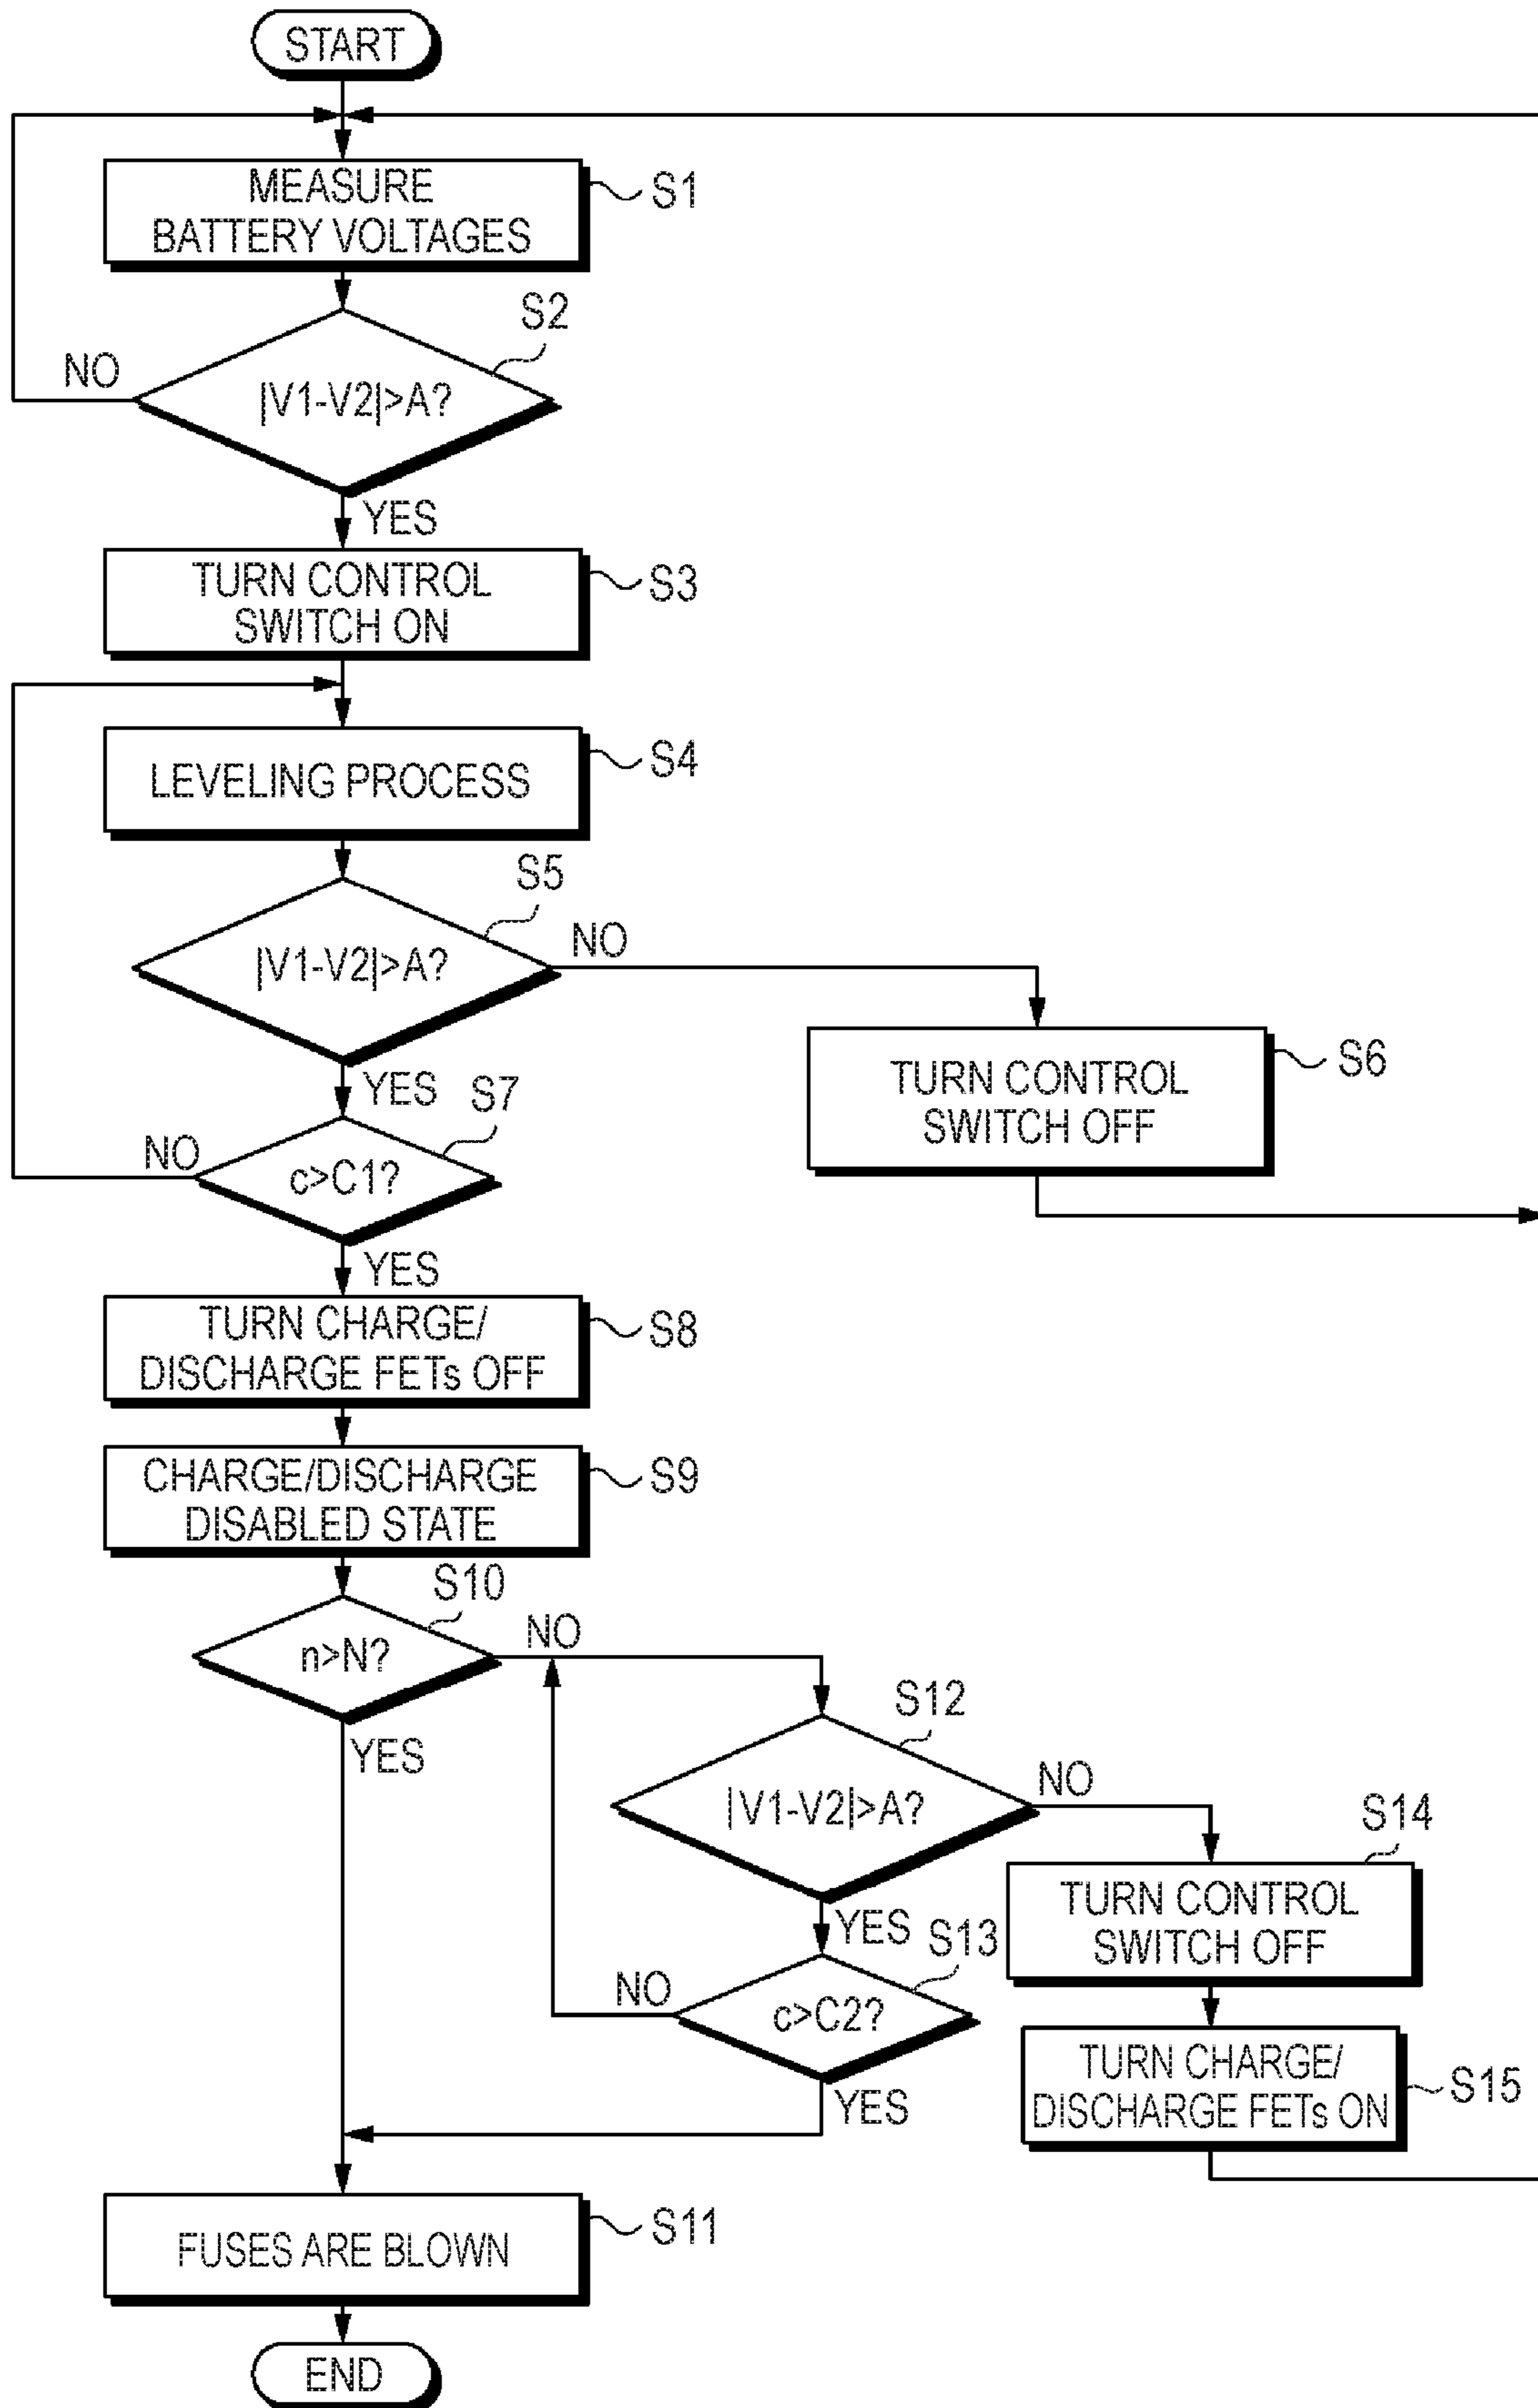 START
MEASURE
BATTERY VOLTAGES
S1
S2
NO
|V1-V2|>A?
YES
TURN CONTROL
SWITCH ON
S3
LEVELING PROCESS
S4
S5
|V1-V2|>A?
NO
TURN CONTROL
SWITCH OFF
S6
YES
S7
NO
c>C1?
YES
TURN CHARGE/
DISCHARGE FETs OFF
S8
CHARGE/DISCHARGE
DISABLED STATE
S9
S10
n>N?
NO
YES
S12
|V1-V2|>A?
NO
S14
TURN CONTROL
SWITCH OFF
YES
S13
NO
c>C2?
YES
TURN CHARGE/
DISCHARGE FETs ON
S15
FUSES ARE BLOWN
S11
END